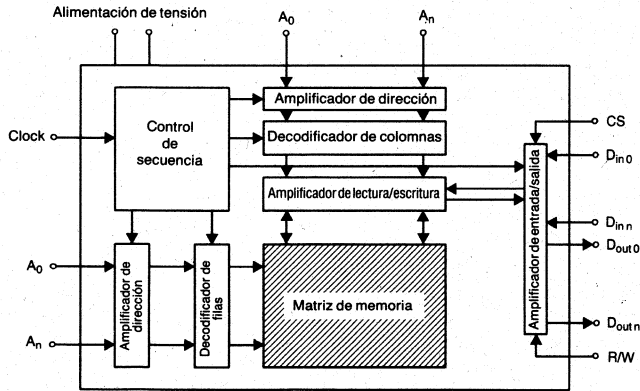 Alimentación de tensión
A0
An
Amplificador de dirección
Decodificador de columnas
Control
de
secuencia
Clock
Amplificador de lectura/escritura
CS
Din 0
Din n
Dout 0
Dout n
R/W
Amplificador de entrada/salida
A0
An
Amplificador de
dirección
Decodificador de
filas
Matriz de memoria